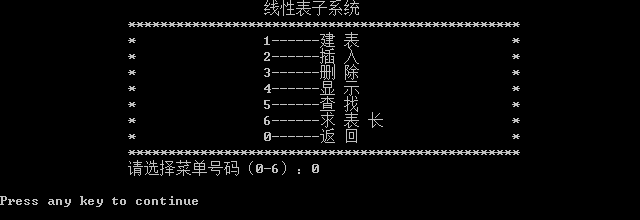 线性表子系统
*************************************************
* 1------建 表 *
* 2------插 入 *
* 3------删 除 *
* 4------显 示 *
* 5------查 找 *
* 6------求 表 长 *
* 0------返 回 *
*************************************************
请选择菜单号码（0-6）：0
Press any key to continue